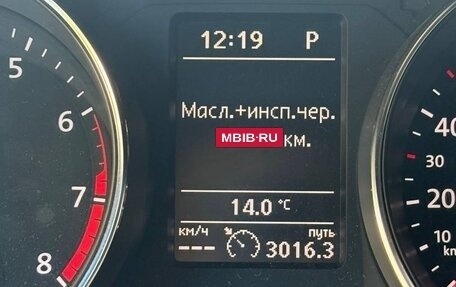 12:19 P
Масл.+инсп.чер.
MBIB.RU км.
14.0 °C
км/ч путь
--- 3016.3
5
6
7
8
40
30
20
10